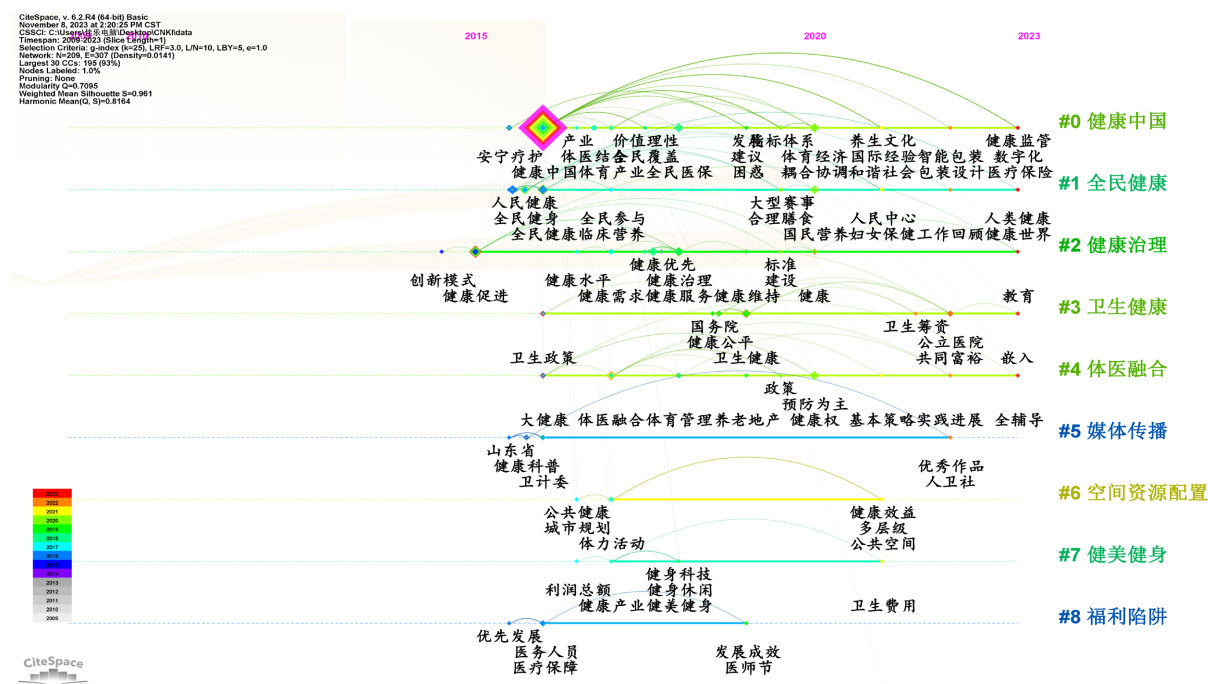 CiteSpace, v. 6.2.R4 (64-bit) Basic
November 8, 2023 at 2:20:25 PM CST
CSSCI: C:\Users\佳乐电脑\Desktop\CNKI\data
Timespan: 2009-2023 (Slice Length=1)
Selection Criteria: g-index (k=25), LRF=3.0, L/N=10, LBY=5, e=1.0
Network: N=209, E=307 (Density=0.0141)
Largest 30 CCs: 195 (93%)
Nodes Labeled: 1.0%
Pruning: None
Modularity Q=0.7095
Weighted Mean Silhouette S=0.961
Harmonic Mean(Q, S)=0.8164
2015 2020 2023
#0 健康中国
产业 价值理性 发展 指标体系 养生文化 健康监管
安宁疗护 体医结合 全民覆盖 建议 体育经济 国际经验 智能包装 数字化
健康中国 体育产业 全民医保 困惑 耦合协调 和谐社会 包装设计 医疗保险
#1 全民健康
人民健康 大型赛事
全民健身 全民参与 合理膳食 人民中心 人类健康
全民健康 临床营养 国民营养 妇女保健 工作回顾 健康世界
#2 健康治理
健康优先 标准
创新模式 健康水平 健康治理 建设
健康促进 健康需求 健康服务 健康维持 健康 教育
#3 卫生健康
国务院 卫生筹资
健康公平 公立医院
卫生政策 卫生健康 共同富裕 嵌入
#4 体医融合
政策
预防为主
大健康 体医融合 体育管理 养老地产 健康权 基本策略 实践进展 全辅导
#5 媒体传播
山东省
健康科普 优秀作品
卫计委 人卫社
#6 空间资源配置
公共健康 健康效益
城市规划 多层级
体力活动 公共空间
#7 健美健身
健身科技
利润总额 健身休闲
健康产业 健美健身 卫生费用
#8 福利陷阱
优先发展
医务人员 发展成效
医疗保障 医师节
2022
2021
2020
2019
2018
2017
2016
2014
2013
2012
2011
2010
2009
CiteSpace